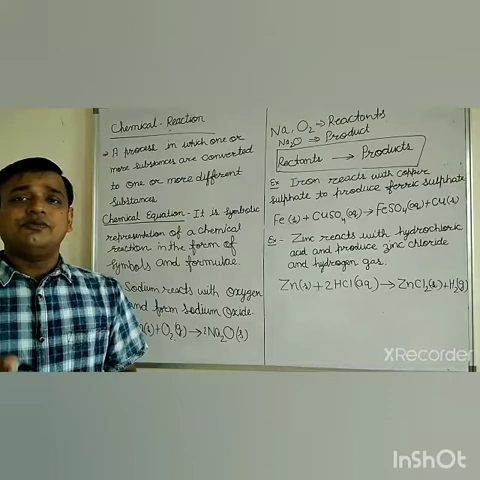 Chemical - Reaction
→ A process in which one or
more substances are converted
to one or more different
substances
Chemical Equation - It is symbolic
representation of a chemical
reaction in the form of
symbols and formulae.
Sodium reacts with Oxygen
and form Sodium Oxide
(s) + O₂(g) → 2Na₂O(s)
Na, O₂ → Reactants
Na₂O → Product
Reactants → Products
Ex Iron reacts with copper
sulphate to produce ferric sulphate
Fe(s) + CuSO₄(aq) → FeSO₄(aq) + Cu(s)
Ex - Zinc reacts with hydrochloric
acid and produce zinc chloride
and hydrogen gas.
Zn(s) + 2HCl(aq) → ZnCl₂(s) + H₂(g)
XRecorder
InShOt